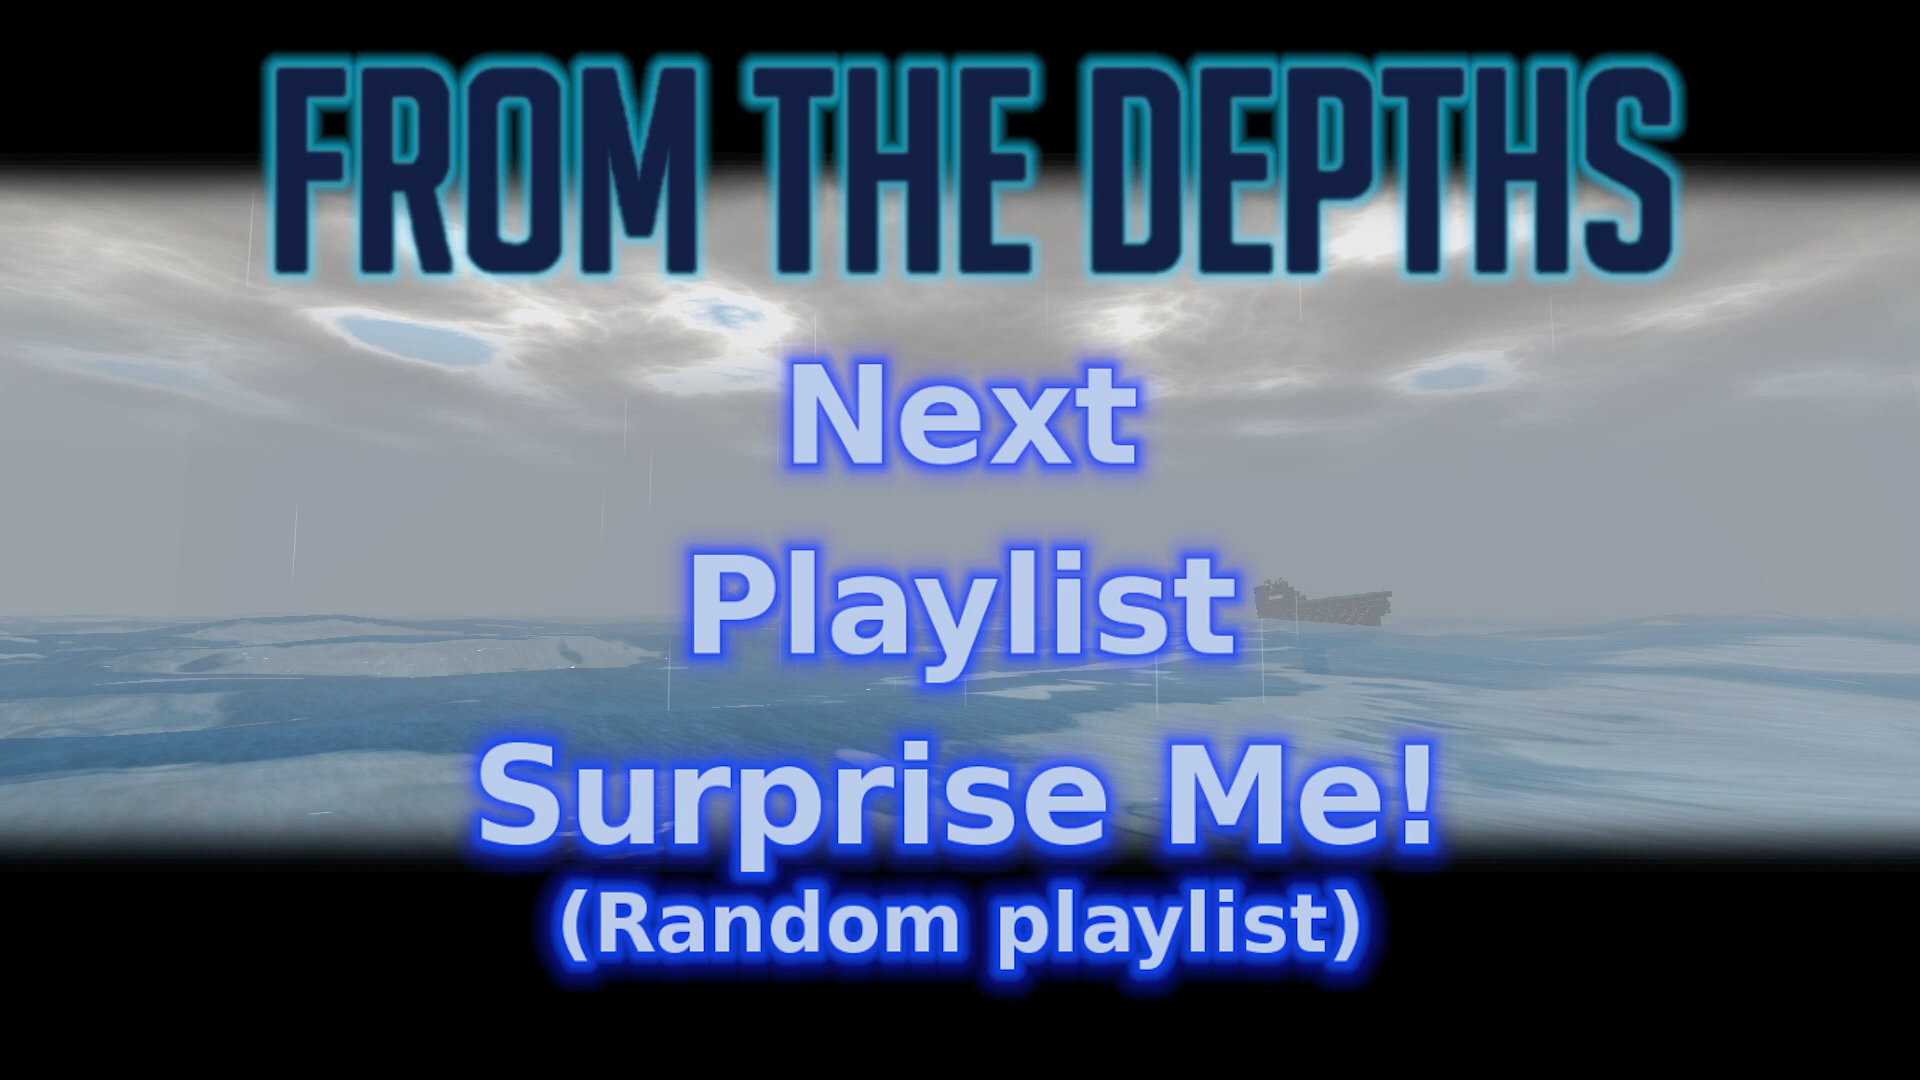 FROM THE DEPTHS
Next
Playlist
Surprise Me!
(Random playlist)